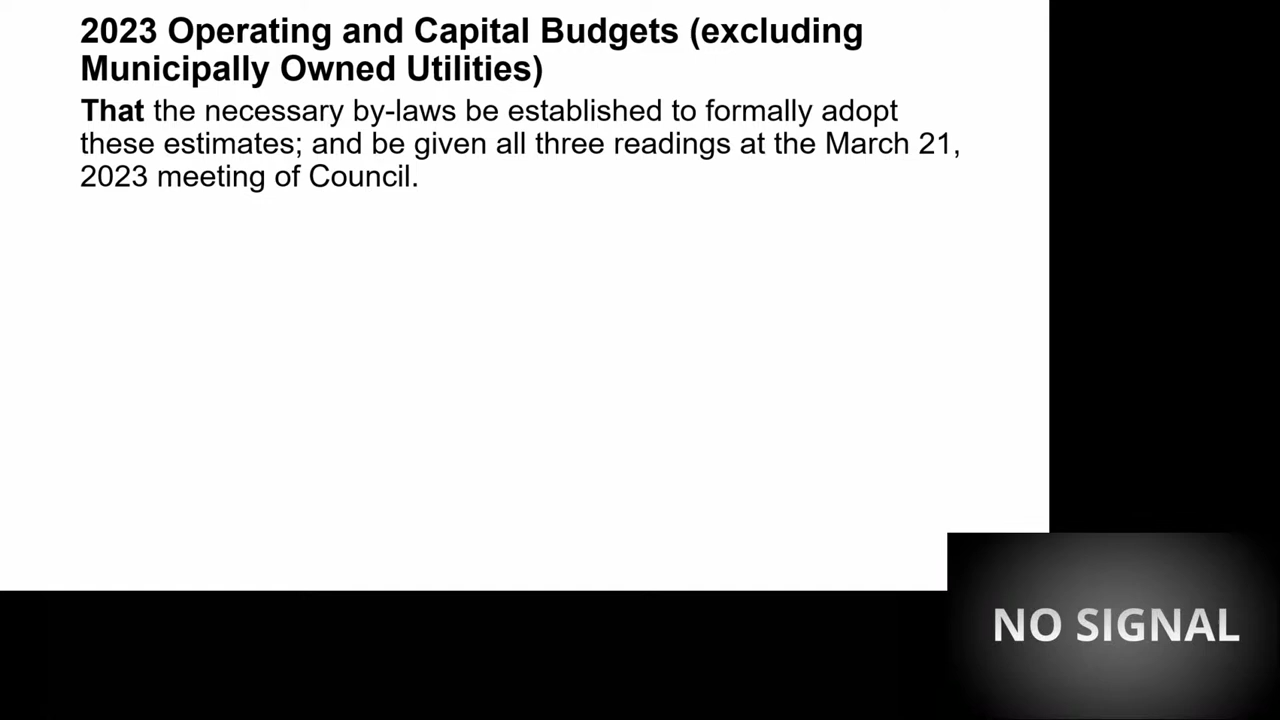 2023 Operating and Capital Budgets (excluding
Municipally Owned Utilities)
That the necessary by-laws be established to formally adopt
these estimates; and be given all three readings at the March 21,
2023 meeting of Council.
NO SIGNAL